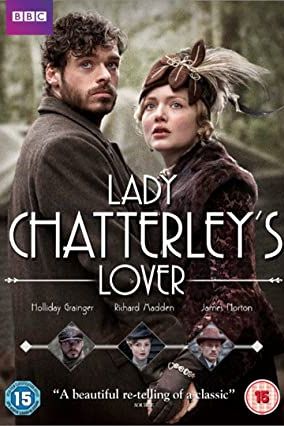 BBC
LADY
CHATTERLEY'S
LOVER
Holliday Grainger Richard Madden James Norton
15
"A beautiful re-telling of a classic"
15